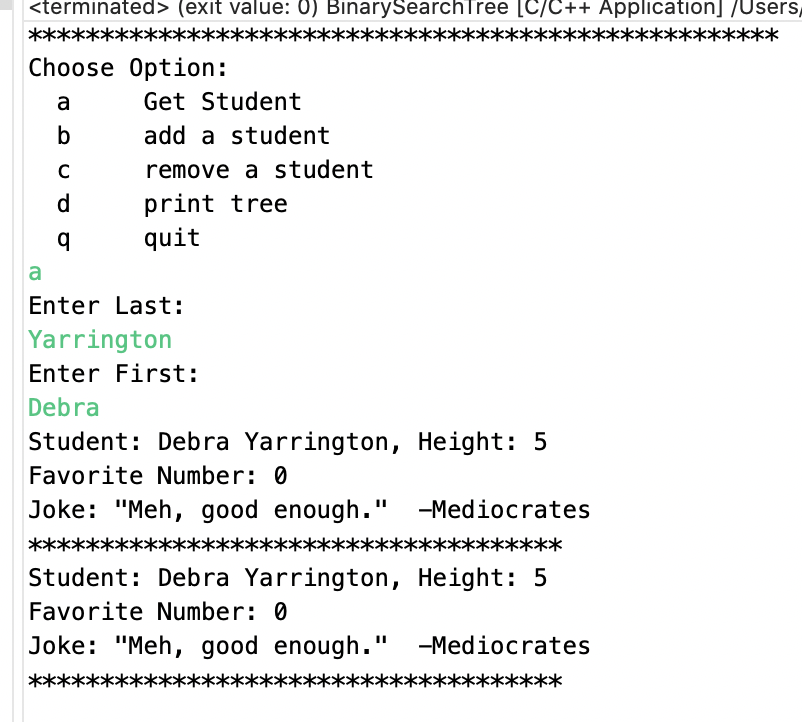 <terminated> (exit value: 0) BinarySearchTree [C/C++ Application] /Users/
****************************************************
Choose Option:
  a     Get Student
  b     add a student
  c     remove a student
  d     print tree
  q     quit
a
Enter Last:
Yarrington
Enter First:
Debra
Student: Debra Yarrington, Height: 5
Favorite Number: 0
Joke: "Meh, good enough."  –Mediocrates
*************************************
Student: Debra Yarrington, Height: 5
Favorite Number: 0
Joke: "Meh, good enough."  –Mediocrates
*************************************